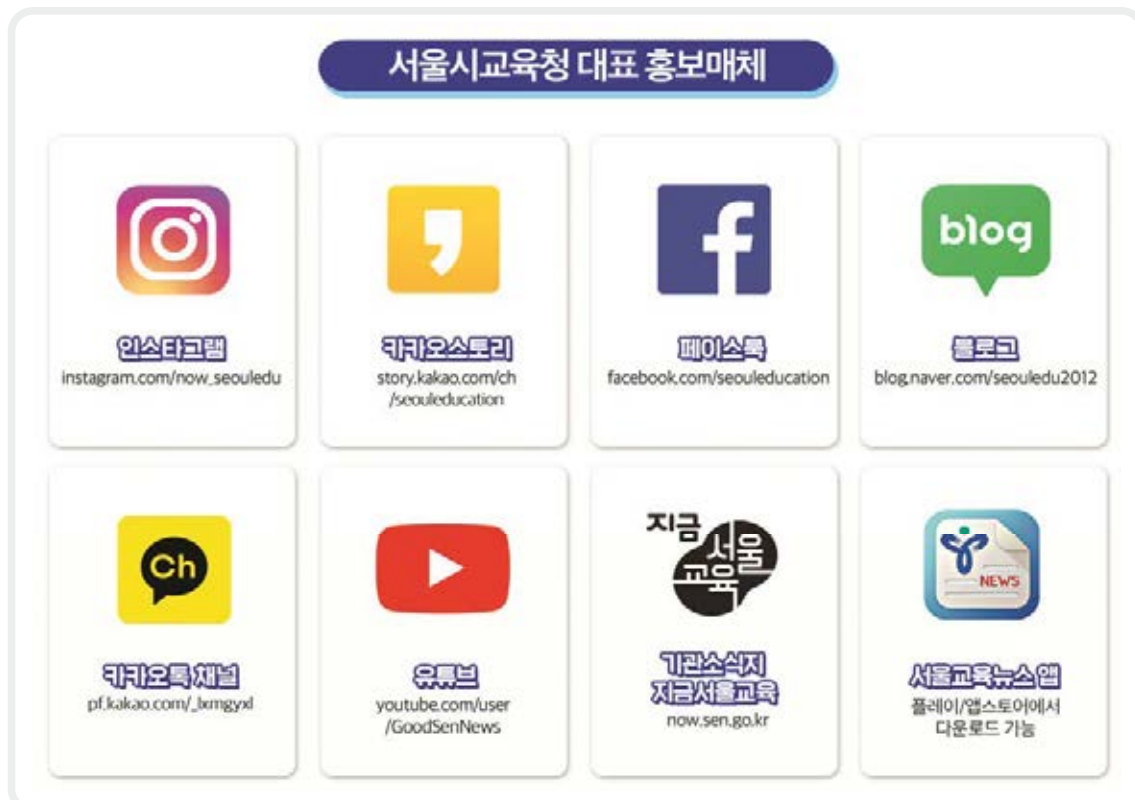 서울시교육청 대표 홍보매체
인스타그램
instagram.com/now_seouledu
카카오스토리
story.kakao.com/ch
/seouleducation
페이스북
facebook.com/seouleducation
blog
블로그
blog.naver.com/seouledu2012
Ch
카카오톡 채널
pf.kakao.com/_lxmgyxl
유튜브
youtube.com/user
/GoodSenNews
지금
서울
교육
기관소식지
지금서울교육
now.sen.go.kr
NEWS
서울교육뉴스 앱
플레이/앱스토어에서
다운로드 가능